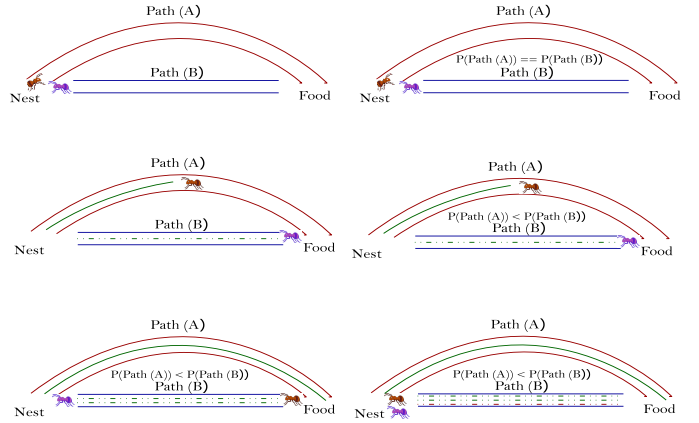 Path (A)
Path (B)
Nest
Food
Path (A)
P(Path (A)) == P(Path (B))
Path (B)
Nest
Food
Path (A)
Path (B)
Nest
Food
Path (A)
P(Path (A)) < P(Path (B))
Path (B)
Nest
Food
Path (A)
P(Path (A)) < P(Path (B))
Path (B)
Nest
Food
Path (A)
P(Path (A)) < P(Path (B))
Path (B)
Nest
Food